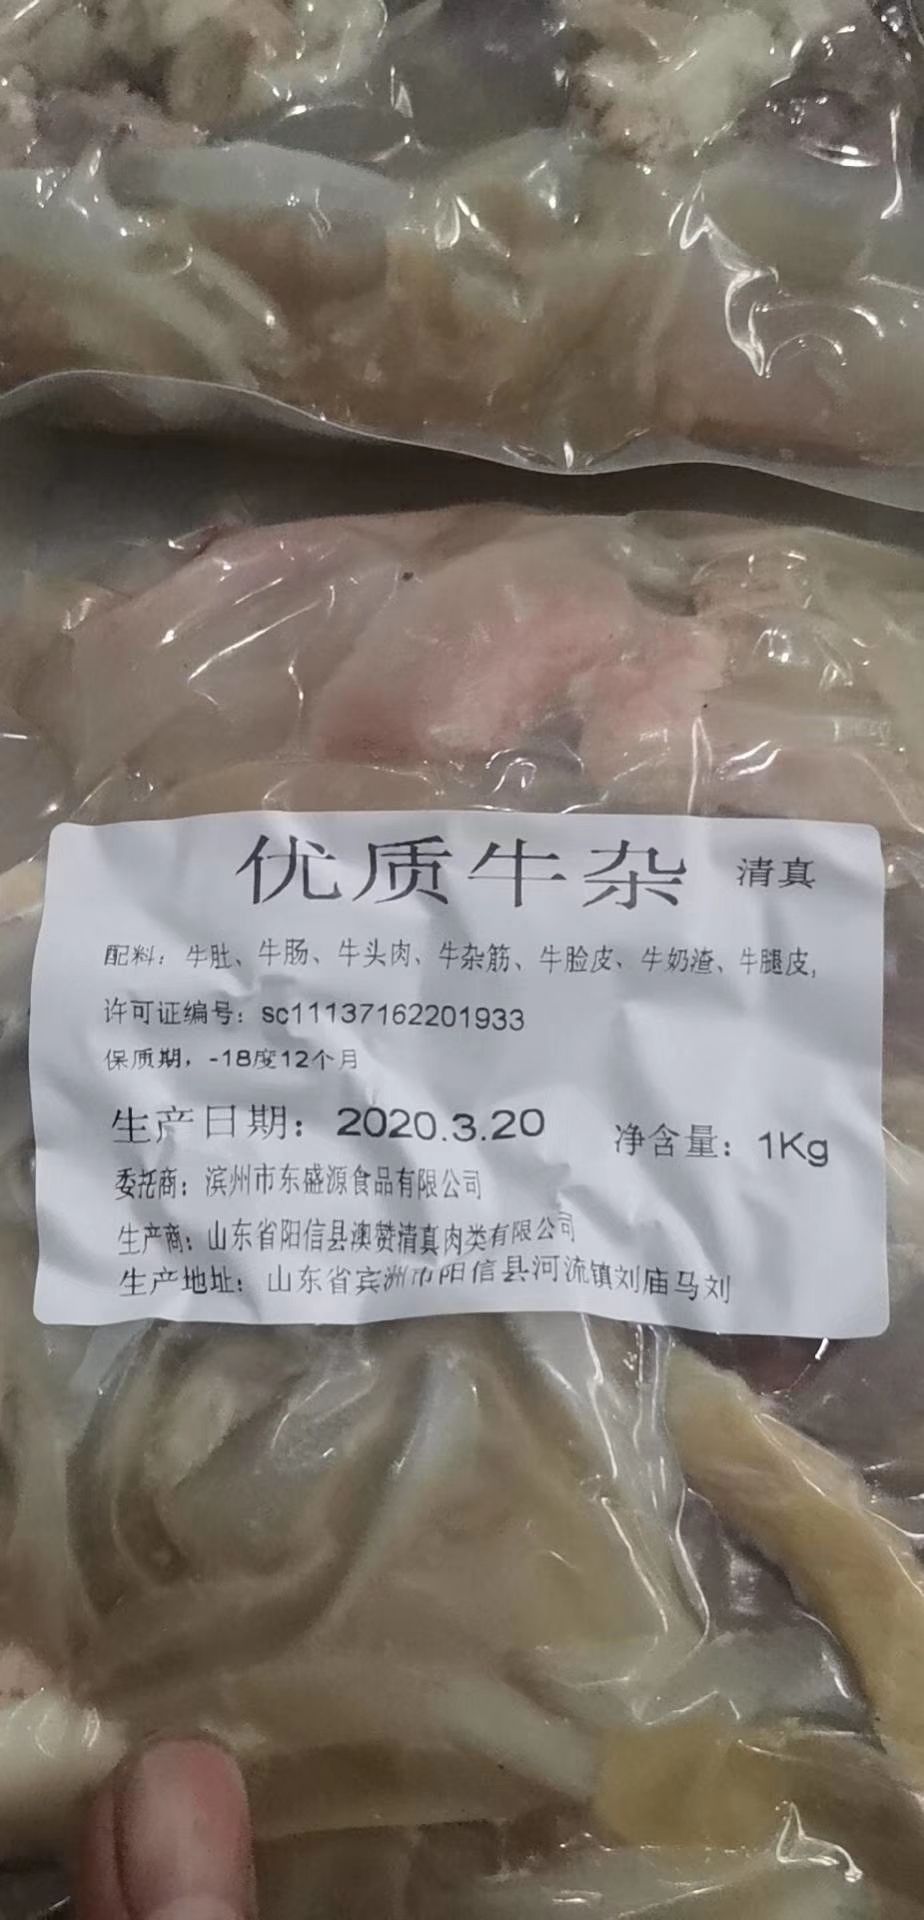 优质牛杂 清真
配料：牛肚、牛肠、牛头肉、牛杂筋、牛脸皮、牛奶渣、牛腿皮,
许可证编号：sc11137162201933
保质期，-18度12个月
生产日期：2020.3.20 净含量：1Kg
委托商：滨州市东盛源食品有限公司
生产商：山东省阳信县澳赞清真肉类有限公司
生产地址：山东省宾洲市阳信县河流镇刘庙马刘